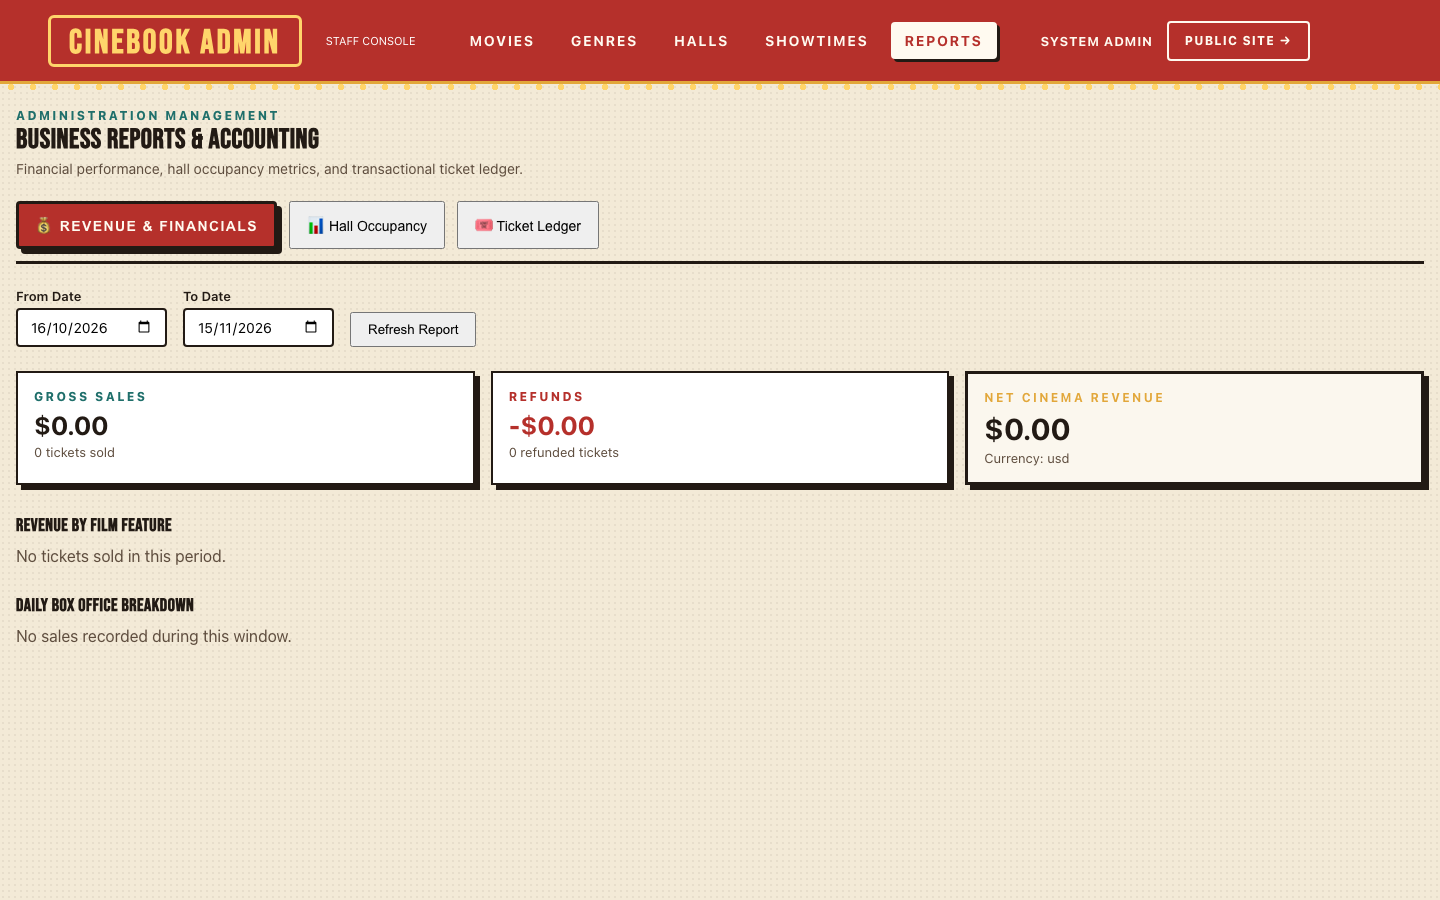 CINEBOOK ADMIN STAFF CONSOLE MOVIES GENRES HALLS SHOWTIMES REPORTS SYSTEM ADMIN PUBLIC SITE →
ADMINISTRATION MANAGEMENT
BUSINESS REPORTS & ACCOUNTING
Financial performance, hall occupancy metrics, and transactional ticket ledger.
💰 REVENUE & FINANCIALS 📊 Hall Occupancy 🎟️ Ticket Ledger
From Date To Date
16/10/2026 15/11/2026 Refresh Report
GROSS SALES REFUNDS NET CINEMA REVENUE
$0.00 -$0.00 $0.00
0 tickets sold 0 refunded tickets Currency: usd
REVENUE BY FILM FEATURE
No tickets sold in this period.
DAILY BOX OFFICE BREAKDOWN
No sales recorded during this window.